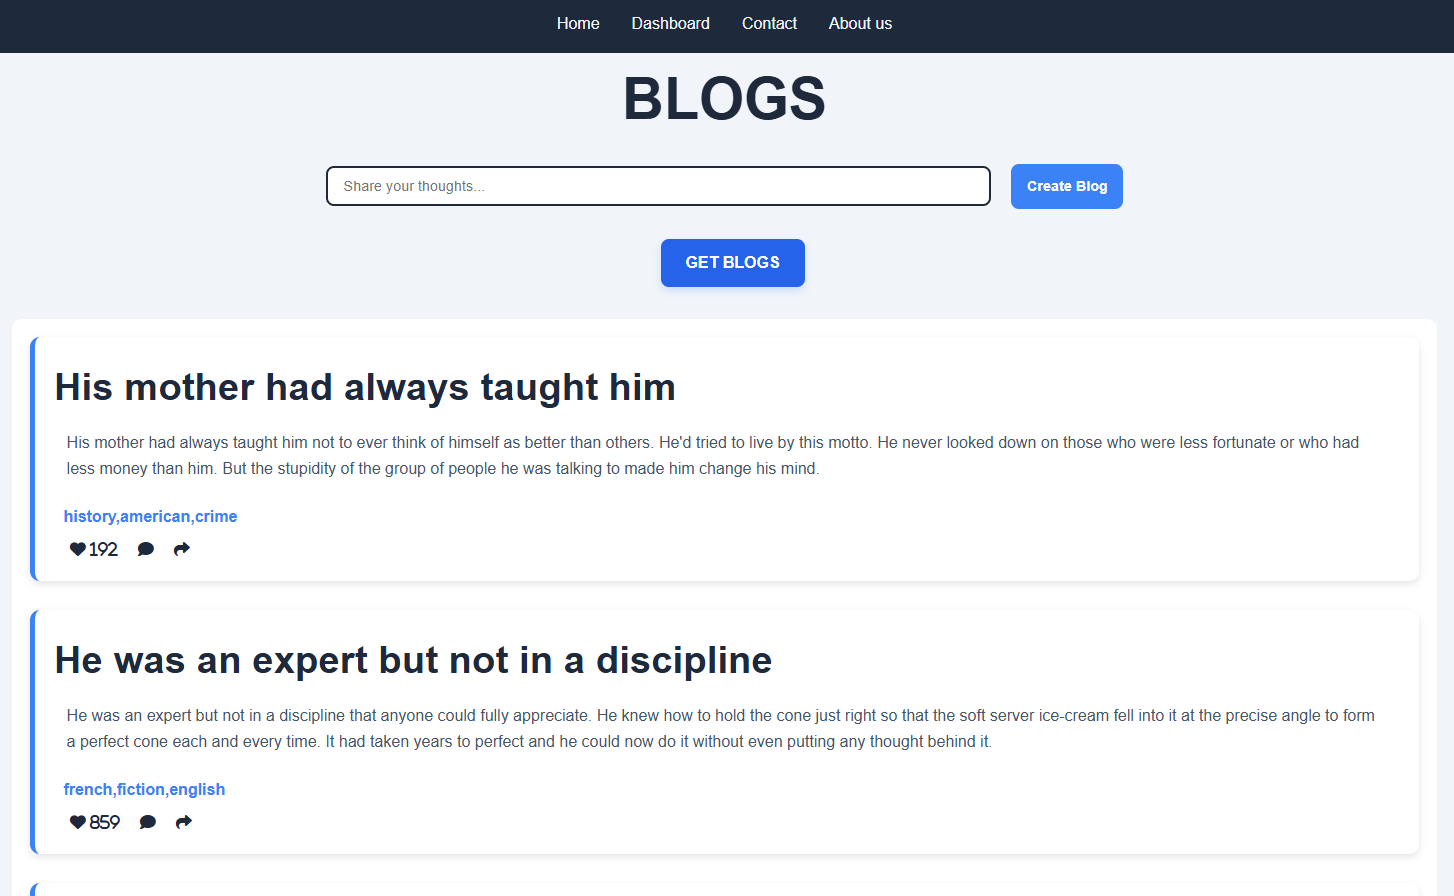 Home Dashboard Contact About us
BLOGS
Share your thoughts...
Create Blog
GET BLOGS
His mother had always taught him
His mother had always taught him not to ever think of himself as better than others. He'd tried to live by this motto. He never looked down on those who were less fortunate or who had
less money than him. But the stupidity of the group of people he was talking to made him change his mind.
history,american,crime
192
He was an expert but not in a discipline
He was an expert but not in a discipline that anyone could fully appreciate. He knew how to hold the cone just right so that the soft server ice-cream fell into it at the precise angle to form
a perfect cone each and every time. It had taken years to perfect and he could now do it without even putting any thought behind it.
french,fiction,english
859